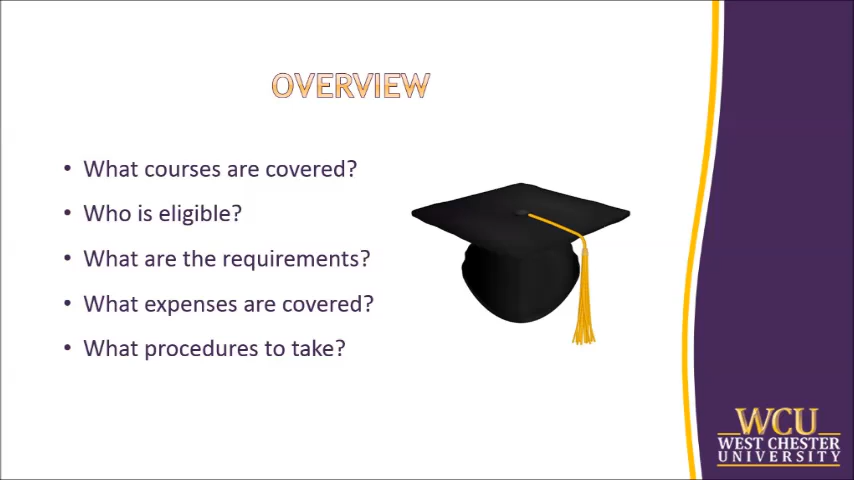 OVERVIEW
• What courses are covered?
• Who is eligible?
• What are the requirements?
• What expenses are covered?
• What procedures to take?
WCU
WEST CHESTER
UNIVERSITY